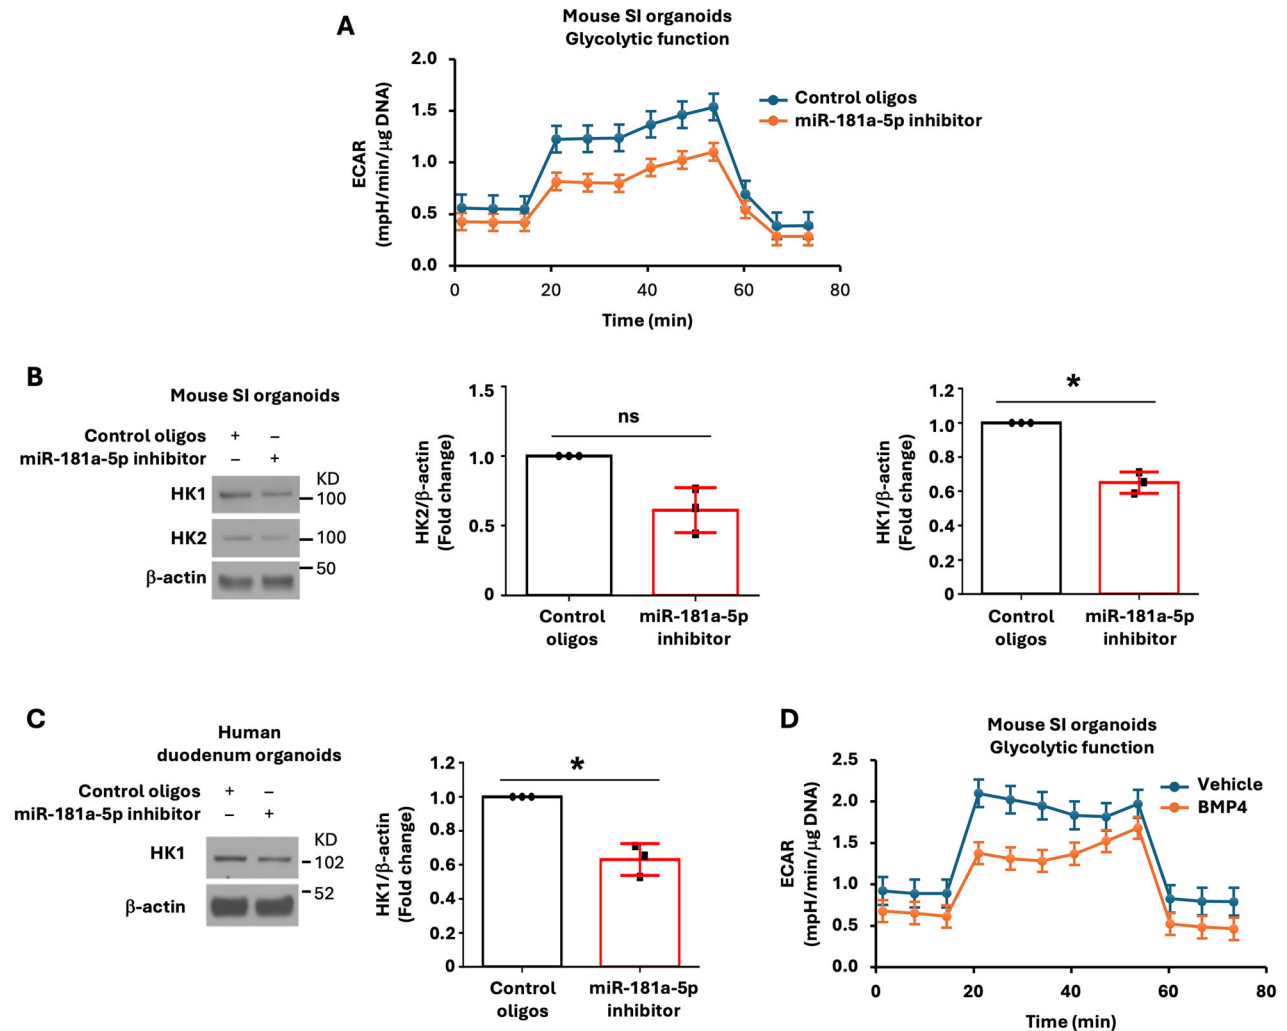 A
Mouse SI organoids
Glycolytic function
2.0
1.5
1.0
0.5
0.0
ECAR
(mpH/min/µg DNA)
0 20 40 60 80
Time (min)
Control oligos
miR-181a-5p inhibitor
B
Mouse SI organoids
Control oligos + –
miR-181a-5p inhibitor – +
KD
HK1 100
HK2 100
50
β-actin
1.5
1.0
0.5
0
HK2/β-actin
(Fold change)
ns
Control
oligos
miR-181a-5p
inhibitor
1.2
1.0
0.8
0.6
0.4
0.2
0
HK1/β-actin
(Fold change)
*
Control
oligos
miR-181a-5p
inhibitor
C
Human
duodenum organoids
Control oligos + –
miR-181a-5p inhibitor – +
KD
HK1 102
52
β-actin
1.2
1.0
0.8
0.6
0.4
0.2
0
HK1/β-actin
(Fold change)
*
Control
oligos
miR-181a-5p
inhibitor
D
Mouse SI organoids
Glycolytic function
2.5
2.0
1.5
1.0
0.5
0.0
ECAR
(mpH/min/µg DNA)
0 20 40 60 80
Time (min)
Vehicle
BMP4